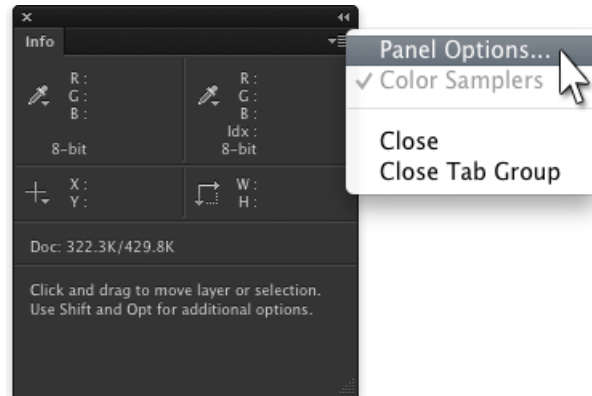 Info
R :
G :
B :
8-bit
R :
G :
B :
Idx :
8-bit
X :
Y :
W :
H :
Doc: 322.3K/429.8K
Click and drag to move layer or selection.
Use Shift and Opt for additional options.
Panel Options...
✓ Color Samplers
Close
Close Tab Group